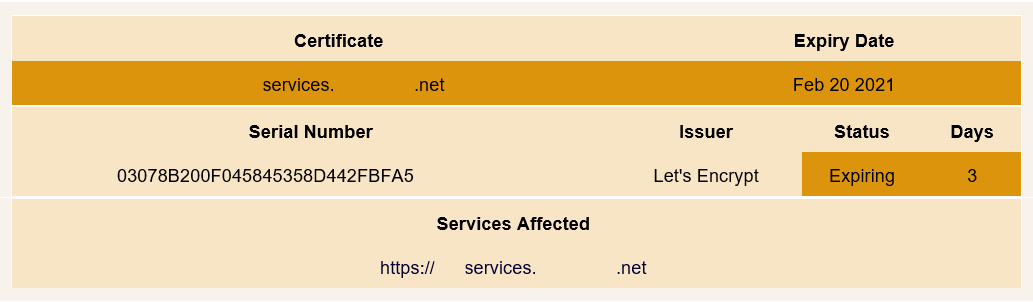 Certificate Expiry Date
services. .net Feb 20 2021
Serial Number Issuer Status Days
03078B200F045845358D442FBFA5 Let's Encrypt Expiring 3
Services Affected
https:// services. .net